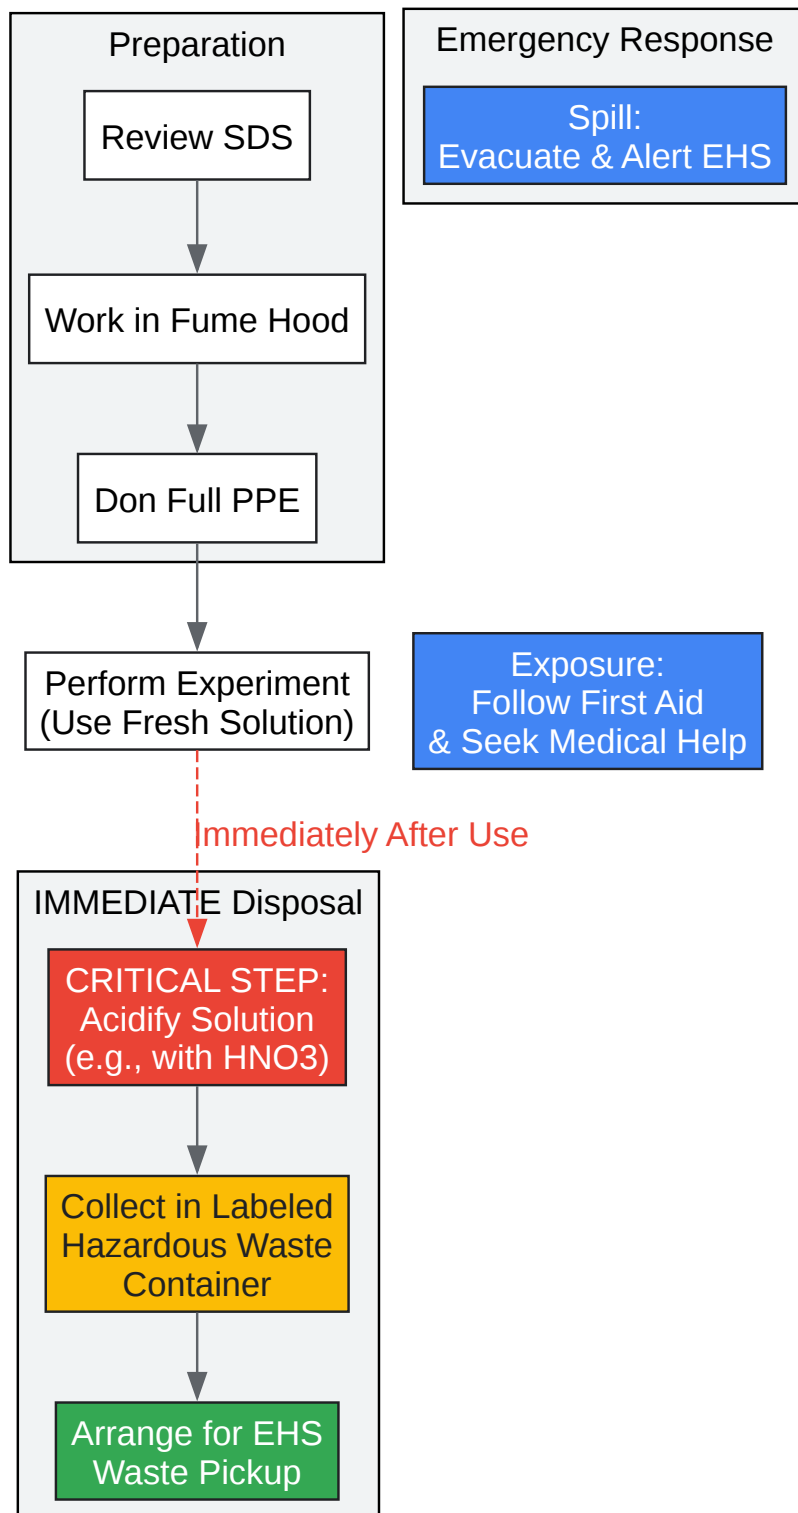 Preparation
Review SDS
Work in Fume Hood
Don Full PPE
Emergency Response
Spill:
Evacuate & Alert EHS
Perform Experiment
(Use Fresh Solution)
Exposure:
Follow First Aid
& Seek Medical Help
Immediately After Use
IMMEDIATE Disposal
CRITICAL STEP:
Acidify Solution
(e.g., with HNO3)
Collect in Labeled
Hazardous Waste
Container
Arrange for EHS
Waste Pickup